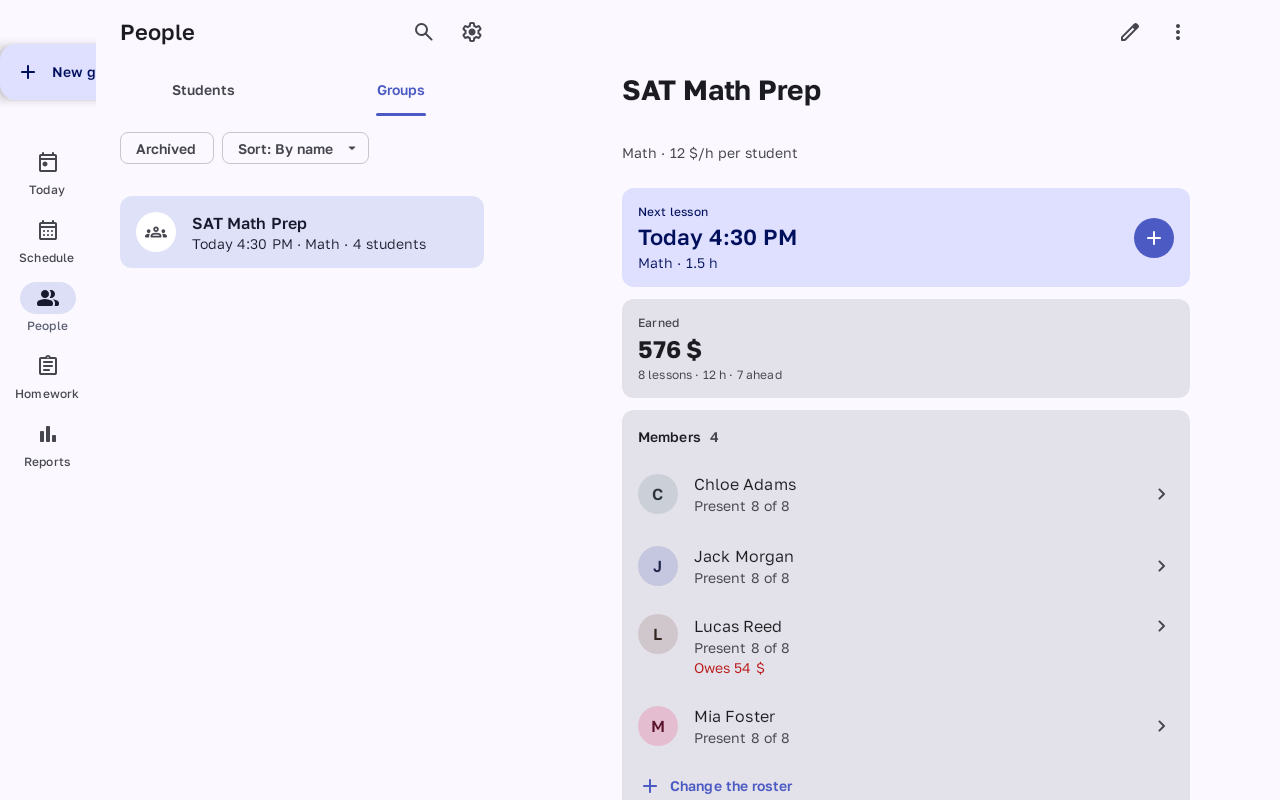 People
New g
Students
Groups
Archived
Sort: By name
SAT Math Prep
Today 4:30 PM · Math · 4 students
Today
Schedule
People
Homework
Reports
SAT Math Prep
Math · 12 $/h per student
Next lesson
Today 4:30 PM
Math · 1.5 h
Earned
576 $
8 lessons · 12 h · 7 ahead
Members 4
C
Chloe Adams
Present 8 of 8
J
Jack Morgan
Present 8 of 8
L
Lucas Reed
Present 8 of 8
Owes 54 $
M
Mia Foster
Present 8 of 8
Change the roster